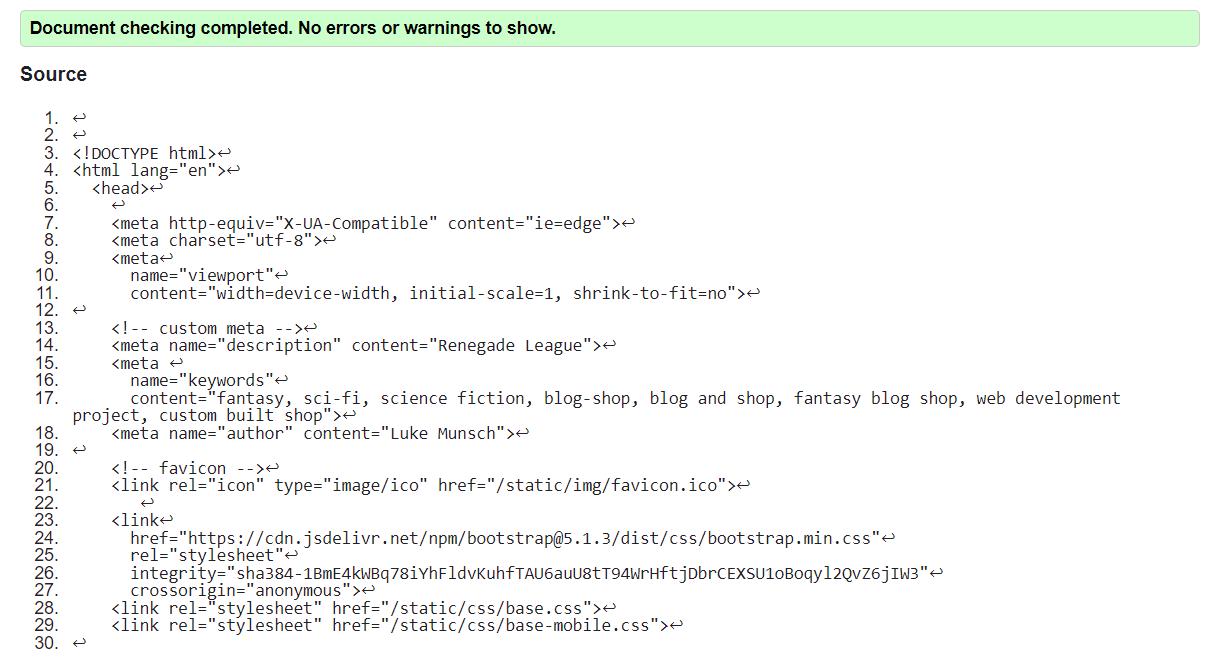 Document checking completed. No errors or warnings to show.
Source
1. ↩
2. ↩
3. <!DOCTYPE html>↩
4. <html lang="en">↩
5. <head>↩
6. ↩
7. <meta http-equiv="X-UA-Compatible" content="ie=edge">↩
8. <meta charset="utf-8">↩
9. <meta↩
10. name="viewport"↩
11. content="width=device-width, initial-scale=1, shrink-to-fit=no">↩
12. ↩
13. <!-- custom meta -->↩
14. <meta name="description" content="Renegade League">↩
15. <meta ↩
16. name="keywords"↩
17. content="fantasy, sci-fi, science fiction, blog-shop, blog and shop, fantasy blog shop, web development
project, custom built shop">↩
18. <meta name="author" content="Luke Munsch">↩
19. ↩
20. <!-- favicon -->↩
21. <link rel="icon" type="image/ico" href="/static/img/favicon.ico">↩
22. ↩
23. <link↩
24. href="https://cdn.jsdelivr.net/npm/bootstrap@5.1.3/dist/css/bootstrap.min.css"↩
25. rel="stylesheet"↩
26. integrity="sha384-1BmE4kWBq78iYhFldvKuhfTAU6auU8tT94WrHftjDbrCEXSU1oBoqyl2QvZ6jIW3"↩
27. crossorigin="anonymous">↩
28. <link rel="stylesheet" href="/static/css/base.css">↩
29. <link rel="stylesheet" href="/static/css/base-mobile.css">↩
30. ↩